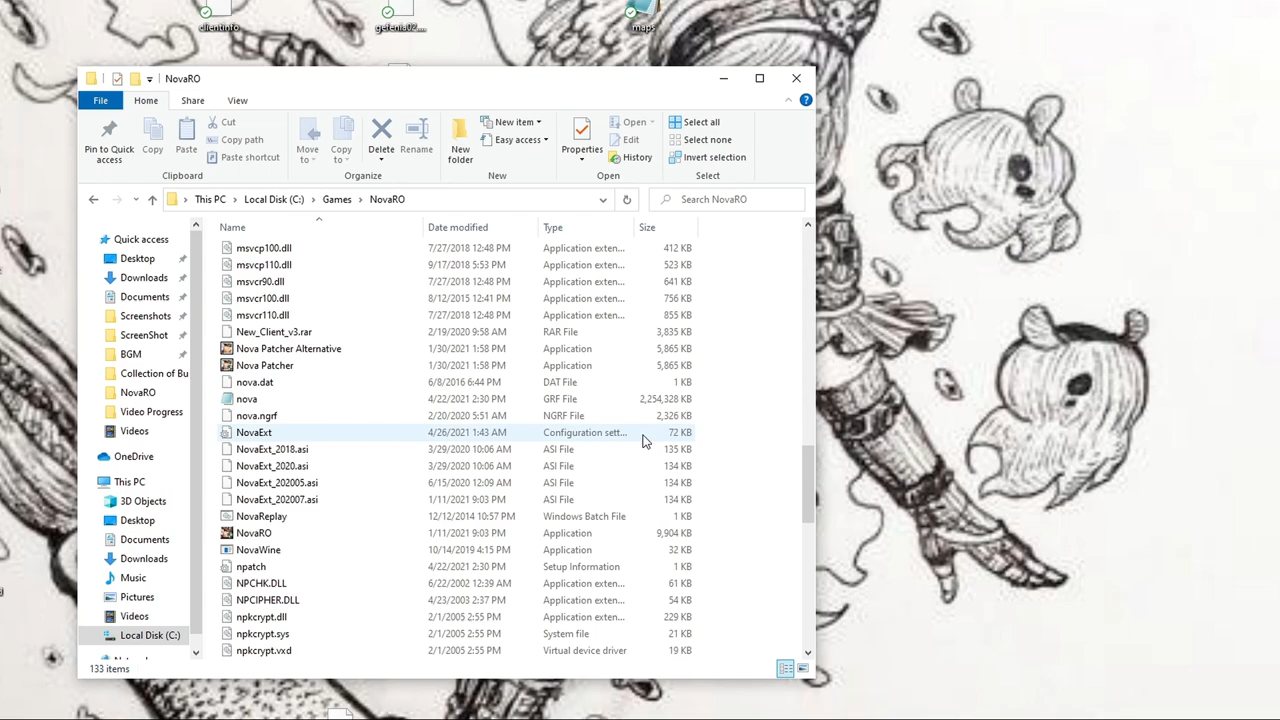 clientinfo
gefenia02....
maps
NovaRO
File
Home
Share
View
Pin to Quick access
Copy
Paste
Cut
Copy path
Paste shortcut
Clipboard
Move to
Copy to
Delete
Rename
Organize
New folder
New item
Easy access
New
Properties
Open
Edit
History
Open
Select all
Select none
Invert selection
Select
This PC > Local Disk (C:) > Games > NovaRO
Search NovaRO
Quick access
Desktop
Downloads
Documents
Screenshots
ScreenShot
BGM
Collection of Bu
NovaRO
Video Progress
Videos
OneDrive
This PC
3D Objects
Desktop
Documents
Downloads
Music
Pictures
Videos
Local Disk (C:)
Name Date modified Type Size
msvcp100.dll 7/27/2018 12:48 PM Application exten... 412 KB
msvcp110.dll 9/17/2018 5:53 PM Application exten... 523 KB
msvcr90.dll 7/27/2018 12:48 PM Application exten... 641 KB
msvcr100.dll 8/12/2015 12:41 PM Application exten... 756 KB
msvcr110.dll 7/27/2018 12:48 PM Application exten... 855 KB
New_Client_v3.rar 2/19/2020 9:58 AM RAR File 3,835 KB
Nova Patcher Alternative 1/30/2021 1:58 PM Application 5,865 KB
Nova Patcher 1/30/2021 1:58 PM Application 5,865 KB
nova.dat 6/8/2016 6:44 PM DAT File 1 KB
nova 4/22/2021 2:30 PM GRF File 2,254,328 KB
nova.ngrf 2/20/2020 5:51 AM NGRF File 2,326 KB
NovaExt 4/26/2021 1:43 AM Configuration sett... 72 KB
NovaExt_2018.asi 3/29/2020 10:06 AM ASI File 135 KB
NovaExt_2020.asi 3/29/2020 10:06 AM ASI File 134 KB
NovaExt_202005.asi 6/15/2020 12:09 AM ASI File 134 KB
NovaExt_202007.asi 1/11/2021 9:03 PM ASI File 134 KB
NovaReplay 12/12/2014 10:57 PM Windows Batch File 1 KB
NovaRO 1/11/2021 9:03 PM Application 9,904 KB
NovaWine 10/14/2019 4:15 PM Application 32 KB
npatch 4/22/2021 2:30 PM Setup Information 1 KB
NPCHK.DLL 6/22/2002 12:39 AM Application exten... 61 KB
NPCIPHER.DLL 4/23/2003 2:37 PM Application exten... 54 KB
npkcrypt.dll 2/1/2005 2:55 PM Application exten... 229 KB
npkcrypt.sys 2/1/2005 2:55 PM System file 21 KB
npkcrypt.vxd 2/1/2005 2:55 PM Virtual device driver 19 KB
133 items